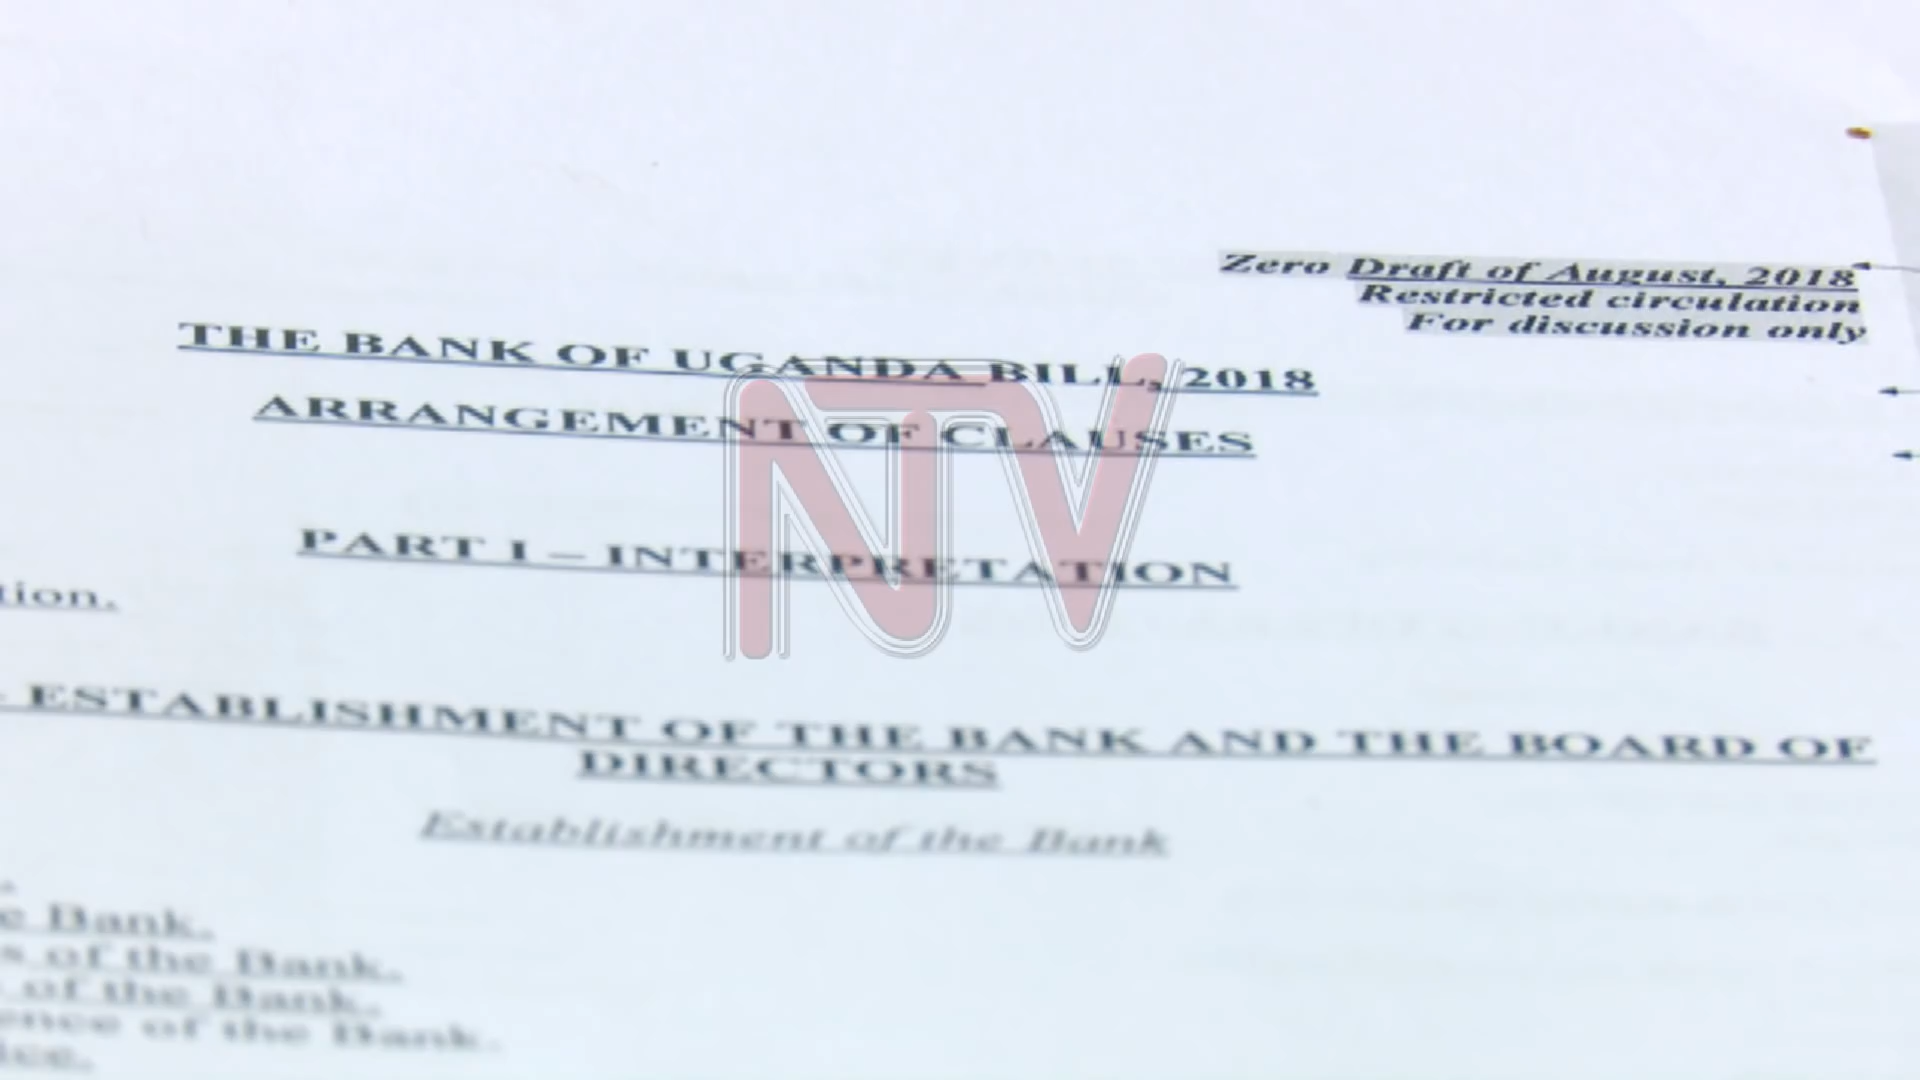 Zero Draft of August, 2018
Restricted circulation
For discussion only
THE BANK OF UGANDA BILL, 2018
ARRANGEMENT OF CLAUSES
NTV
PART I – INTERPRETATION
tion.
- ESTABLISHMENT OF THE BANK AND THE BOARD OF
DIRECTORS
Establishment of the Bank
e Bank.
s of the Bank.
of the Bank.
ence of the Bank.
ice.